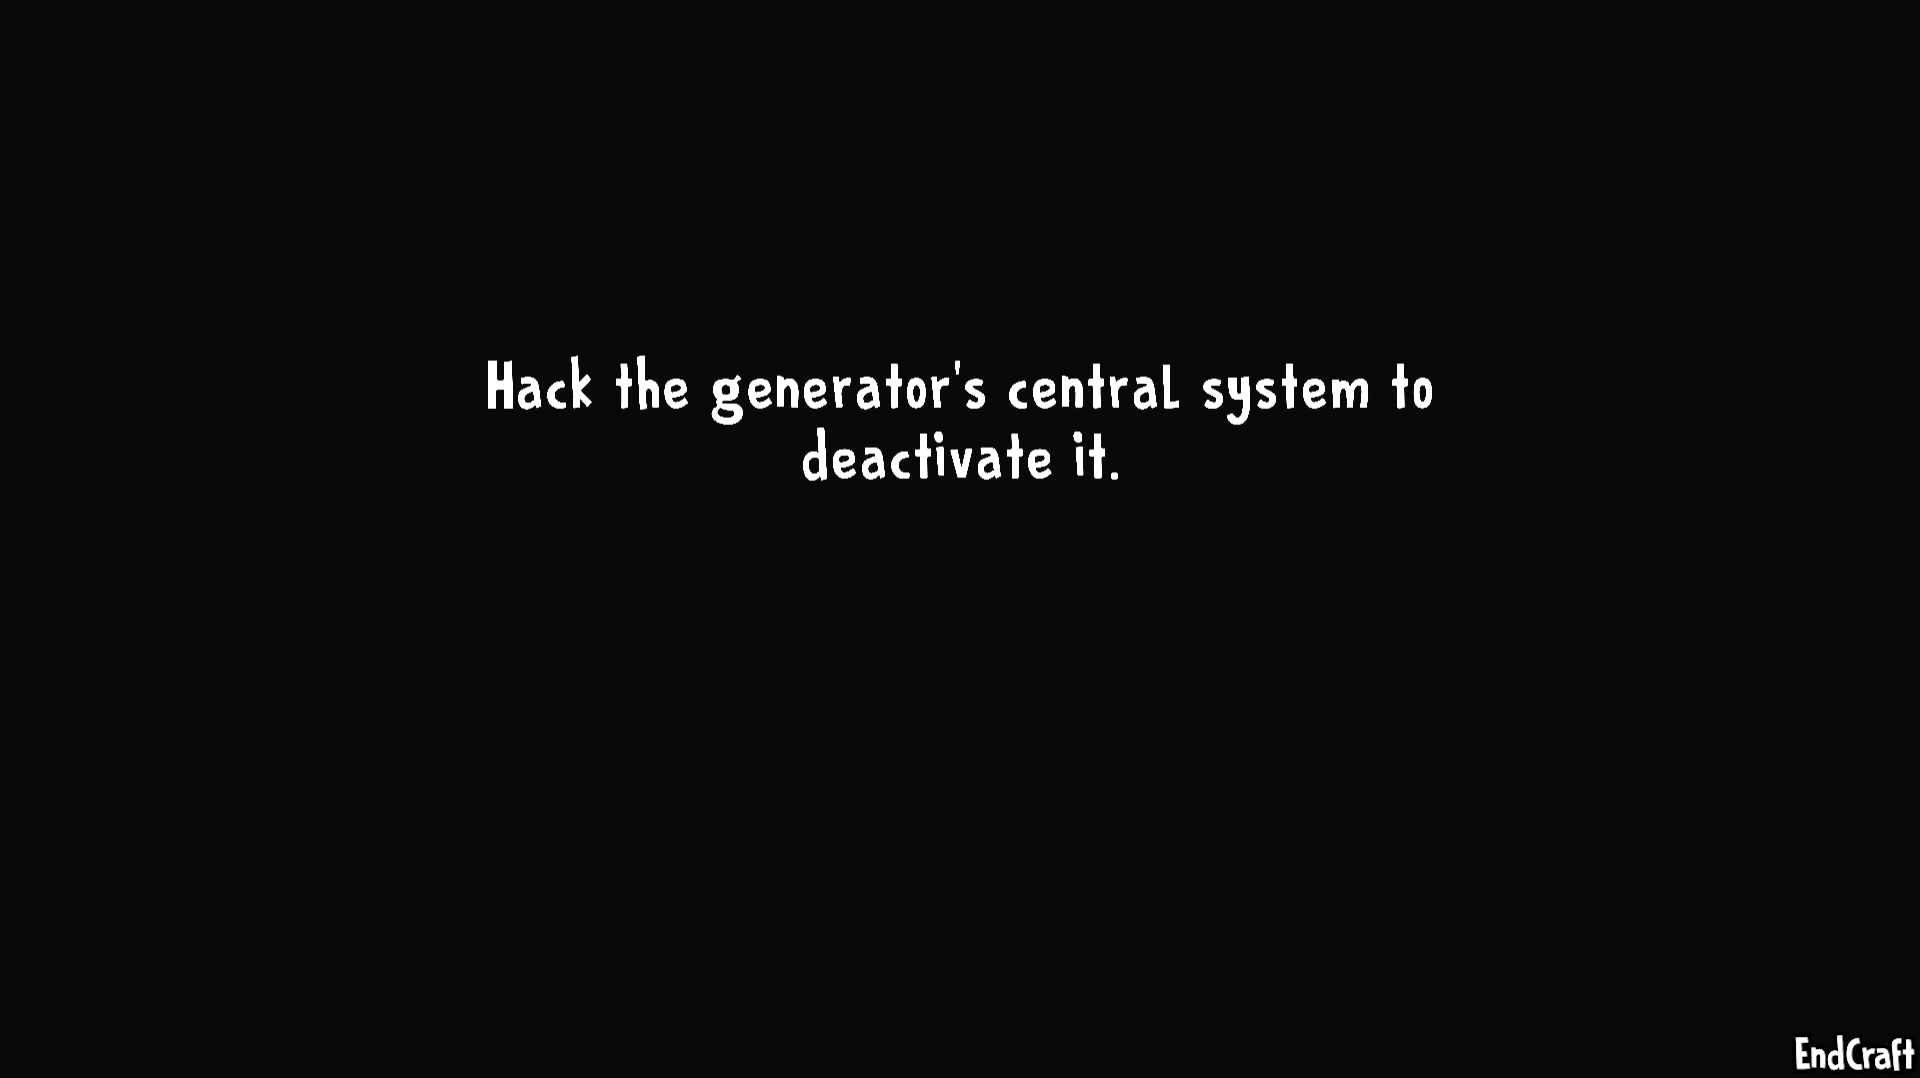 Hack the generator's central system to
deactivate it.
EndCraft